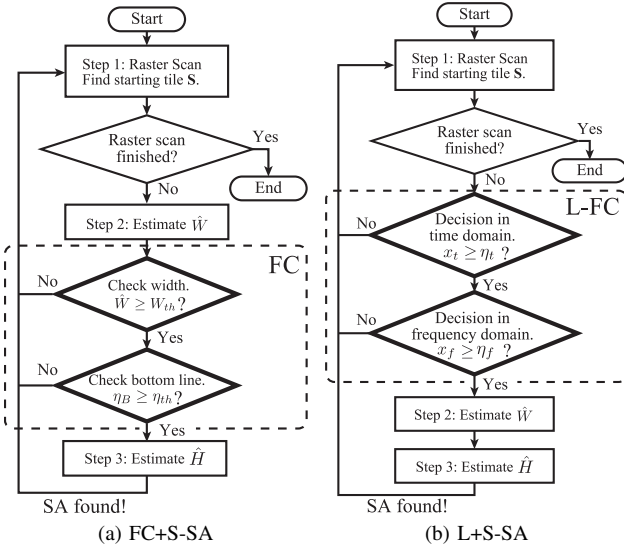 Start
Step 1: Raster Scan
Find starting tile S.
Raster scan
finished?
Yes
End
No
Step 2: Estimate Ŵ
FC
Check width.
Ŵ ≥ W_th?
No
Yes
Check bottom line.
η_B ≥ η_th?
No
Yes
Step 3: Estimate Ĥ
SA found!
(a) FC+S-SA
Start
Step 1: Raster Scan
Find starting tile S.
Raster scan
finished?
Yes
End
No
L-FC
Decision in
time domain.
x_t ≥ η_t ?
No
Yes
Decision in
frequency domain.
x_f ≥ η_f ?
No
Yes
Step 2: Estimate Ŵ
Step 3: Estimate Ĥ
SA found!
(b) L+S-SA